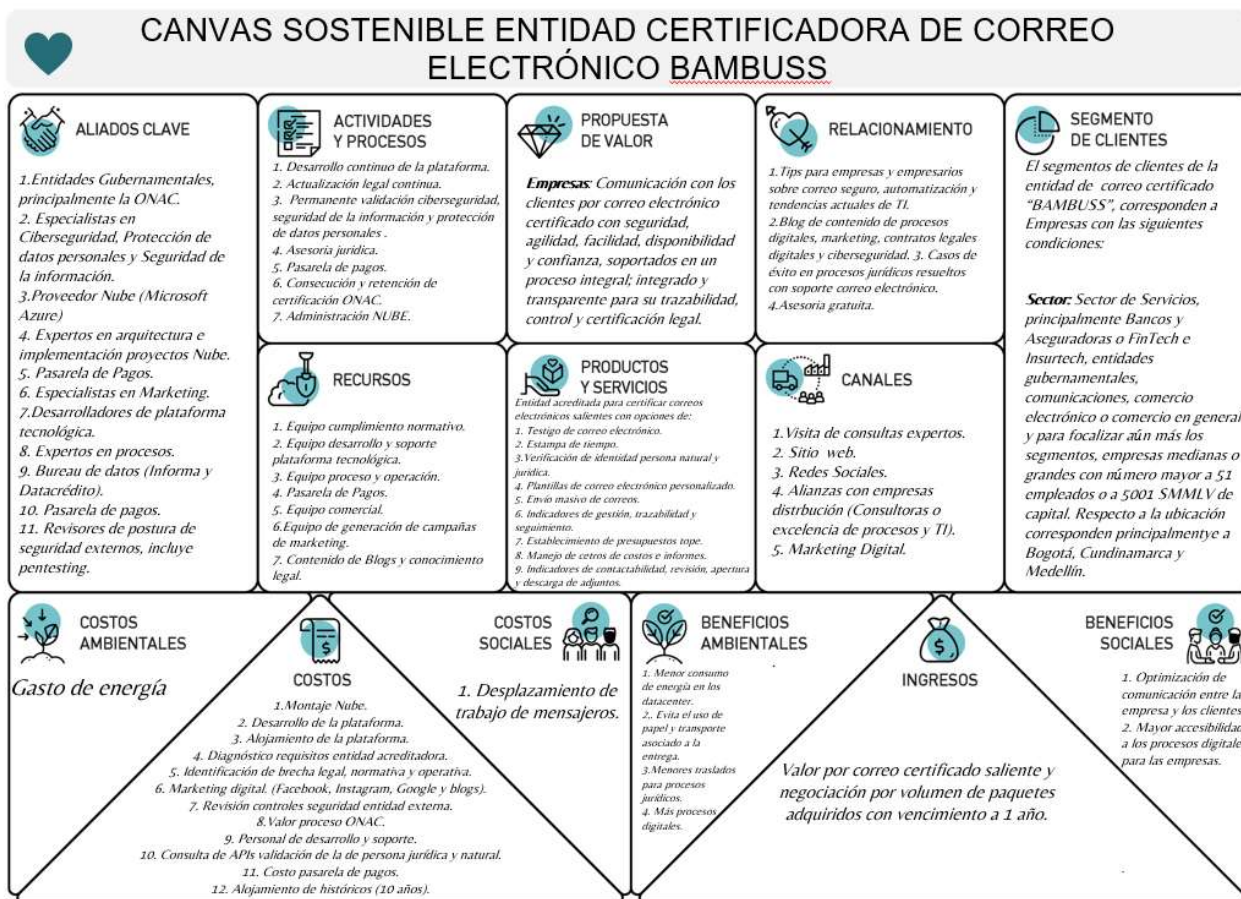 CANVAS SOSTENIBLE ENTIDAD CERTIFICADORA DE CORREO
ELECTRÓNICO BAMBUSS
ALIADOS CLAVE
1.Entidades Gubernamentales,
principalmente la ONAC.
2. Especialistas en
Ciberseguridad, Protección de
datos personales y Seguridad de
la información.
3.Proveedor Nube (Microsoft
Azure)
4. Expertos en arquitectura e
implementación proyectos Nube.
5. Pasarela de Pagos.
6. Especialistas en Marketing.
7.Desarrolladores de plataforma
tecnológica.
8. Expertos en procesos.
9. Bureau de datos (Informa y
Datacrédito).
10. Pasarela de pagos.
11. Revisores de postura de
seguridad externos, incluye
pentesting.
ACTIVIDADES
Y PROCESOS
1. Desarrollo continuo de la plataforma.
2. Actualización legal continua.
3. Permanente validación ciberseguridad,
seguridad de la información y protección
de datos personales .
4. Asesoria jurídica.
5. Pasarela de pagos.
6. Consecución y retención de
certificación ONAC.
7. Administración NUBE.
RECURSOS
1. Equipo cumplimiento normativo.
2. Equipo desarrollo y soporte
plataforma tecnológica.
3. Equipo proceso y operación.
4. Pasarela de Pagos.
5. Equipo comercial.
6.Equipo de generación de campañas
de marketing.
7. Contenido de Blogs y conocimiento
legal.
PROPUESTA
DE VALOR
Empresas: Comunicación con los
clientes por correo electrónico
certificado con seguridad,
agilidad, facilidad, disponibilidad
y confianza, soportados en un
proceso integral; integrado y
transparente para su trazabilidad,
control y certificación legal.
PRODUCTOS
Y SERVICIOS
Entidad acreditada para certificar correos
electrónicos salientes con opciones de:
1. Testigo de correo electrónico.
2. Estampa de tiempo.
3.Verificación de identidad persona natural y
jurídica.
4. Plantillas de correo electrónico personalizado.
5. Envío masivo de correos.
6. Indicadores de gestión, trazabilidad y
seguimiento.
7. Establecimiento de presupuestos tope.
8. Manejo de cetros de costos e informes.
9. Indicadores de contactabilidad, revisión, apertura
y descarga de adjuntos.
RELACIONAMIENTO
1.Tips para empresas y empresarios
sobre correo seguro, automatización y
tendencias actuales de TI.
2.Blog de contenido de procesos
digitales, marketing, contratos legales
digitales y ciberseguridad. 3. Casos de
éxito en procesos jurídicos resueltos
con soporte correo electrónico.
4.Asesoria gratuita.
CANALES
1.Visita de consultas expertos.
2. Sitio web.
3. Redes Sociales.
4. Alianzas con empresas
distrbución (Consultoras o
excelencia de procesos y TI).
5. Marketing Digital.
SEGMENTO
DE CLIENTES
El segmentos de clientes de la
entidad de correo certificado
“BAMBUSS”, corresponden a
Empresas con las siguientes
condiciones:
Sector: Sector de Servicios,
principalmente Bancos y
Aseguradoras o FinTech e
Insurtech, entidades
gubernamentales,
comunicaciones, comercio
electrónico o comercio en general
y para focalizar aún más los
segmentos, empresas medianas o
grandes con número mayor a 51
empleados o a 5001 SMMLV de
capital. Respecto a la ubicación
corresponden principalmentye a
Bogotá, Cundinamarca y
Medellín.
COSTOS
AMBIENTALES
Gasto de energía
COSTOS
1.Montaje Nube.
2. Desarrollo de la plataforma.
3. Alojamiento de la plataforma.
4. Diagnóstico requisitos entidad acreditadora.
5. Identificación de brecha legal, normativa y operativa.
6. Marketing digital. (Facebook, Instagram, Google y blogs).
7. Revisión controles seguridad entidad externa.
8.Valor proceso ONAC.
9. Personal de desarrollo y soporte.
10. Consulta de APIs validación de la de persona jurídica y natural.
11. Costo pasarela de pagos.
12. Alojamiento de históricos (10 años).
COSTOS
SOCIALES
1. Desplazamiento de
trabajo de mensajeros.
BENEFICIOS
AMBIENTALES
1. Menor consumo
de energía en los
datacenter.
2,. Evita el uso de
papel y transporte
asociado a la
entrega.
3.Menores traslados
para procesos
jurídicos.
4. Más procesos
digitales.
INGRESOS
Valor por correo certificado saliente y
negociación por volumen de paquetes
adquiridos con vencimiento a 1 año.
BENEFICIOS
SOCIALES
1. Optimización de
comunicación entre la
empresa y los clientes
2. Mayor accesibilidad
a los procesos digitale
para las empresas.